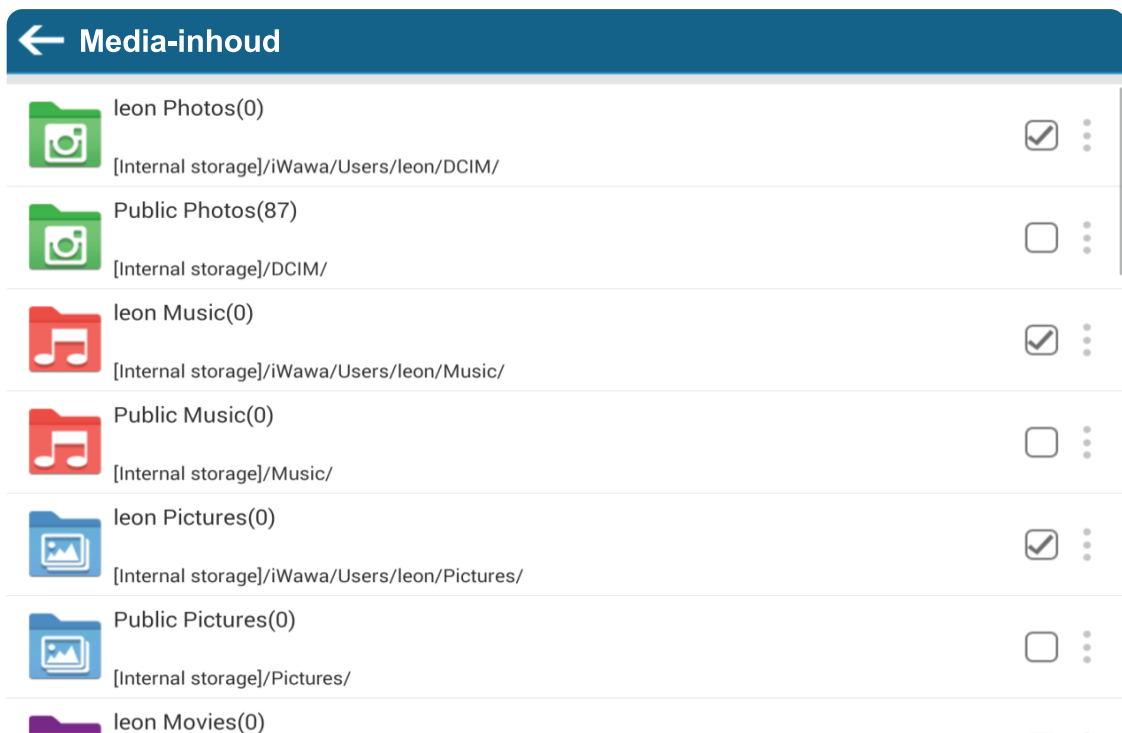 Media-inhoud
leon Photos(0)
[Internal storage]/iWawa/Users/leon/DCIM/
Public Photos(87)
[Internal storage]/DCIM/
leon Music(0)
[Internal storage]/iWawa/Users/leon/Music/
Public Music(0)
[Internal storage]/Music/
leon Pictures(0)
[Internal storage]/iWawa/Users/leon/Pictures/
Public Pictures(0)
[Internal storage]/Pictures/
leon Movies(0)